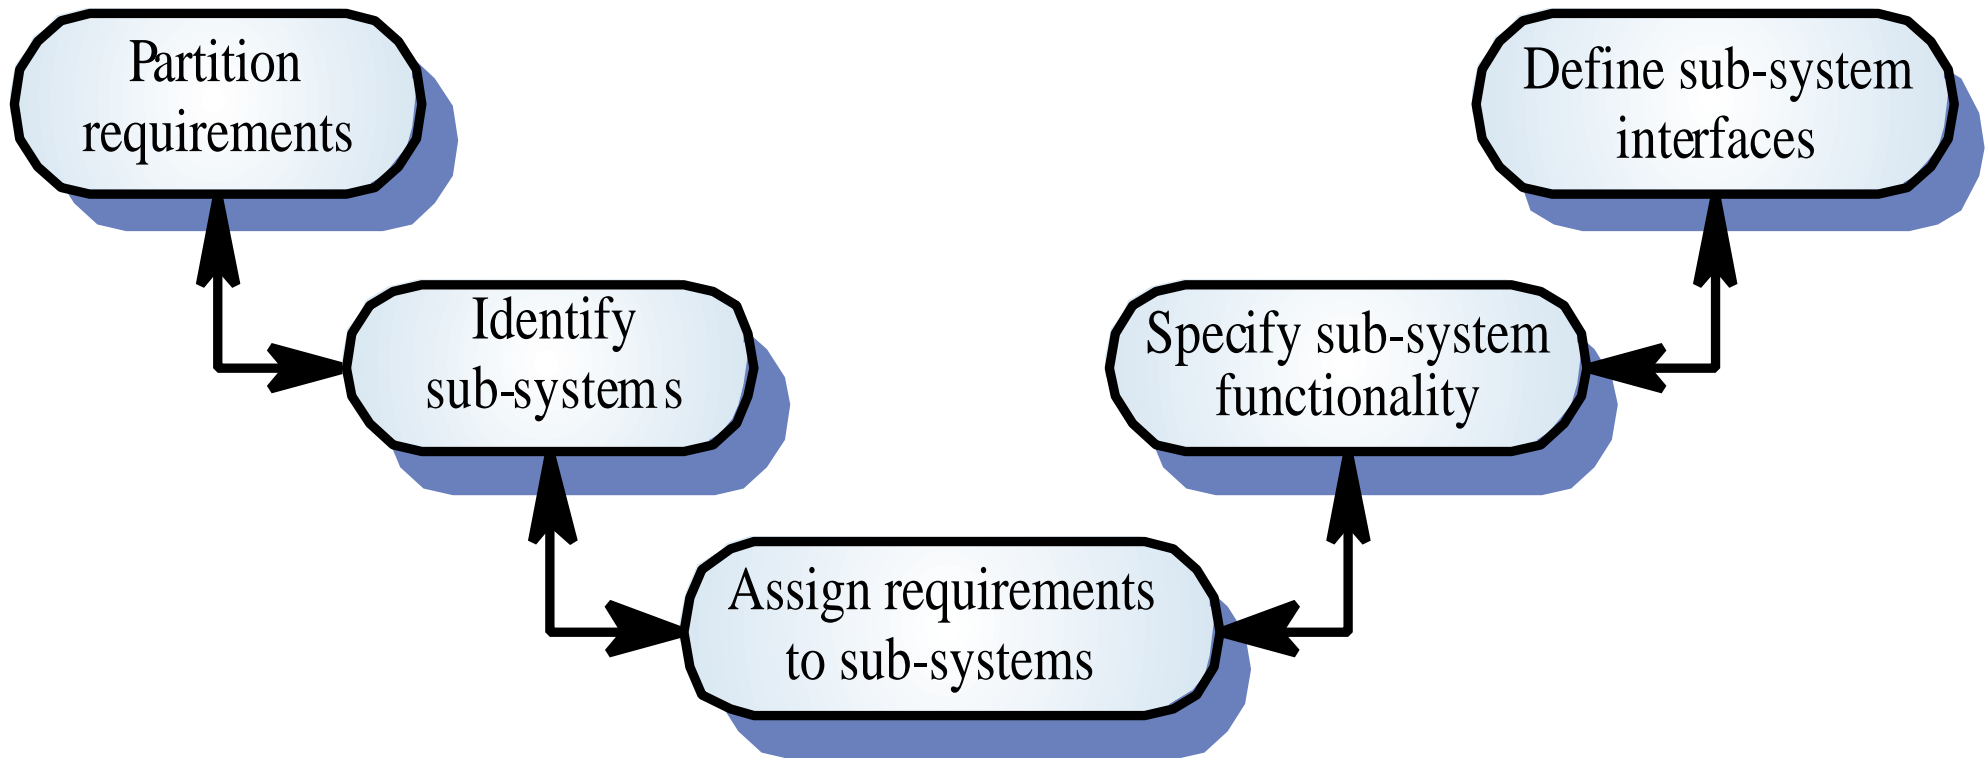 Partition
requirements
Identify
sub-systems
Assign requirements
to sub-systems
Specify sub-system
functionality
Define sub-system
interfaces